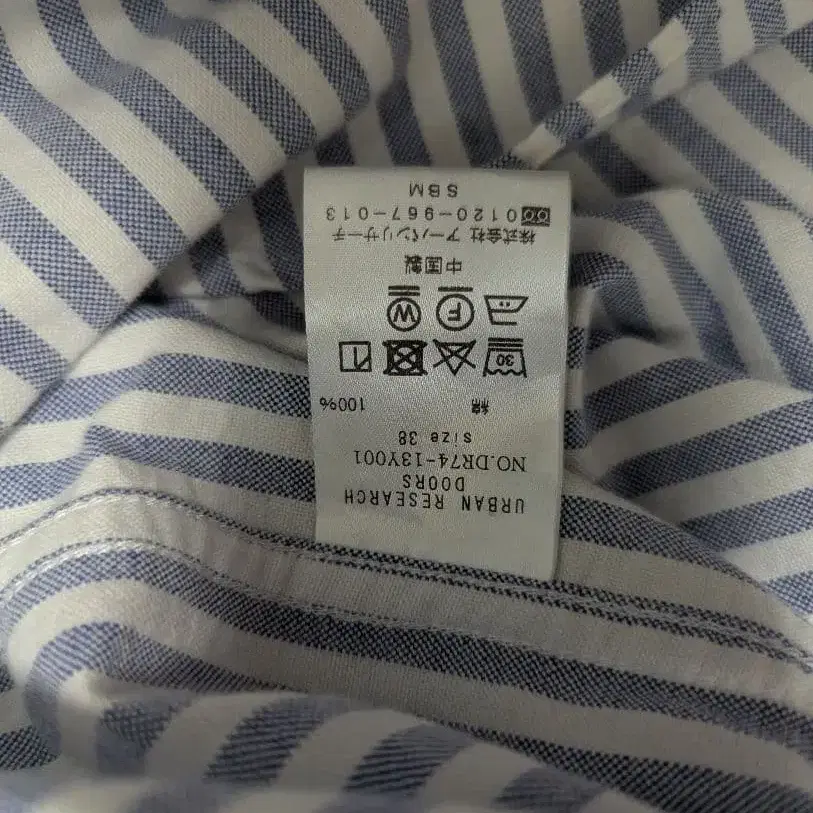 URBAN RESEARCH
DOORS
NO.DR74-13Y001
size 38
綿 100%
30
F W
中国製
株式会社 アーバンリサーチ
0120-967-013
SBM